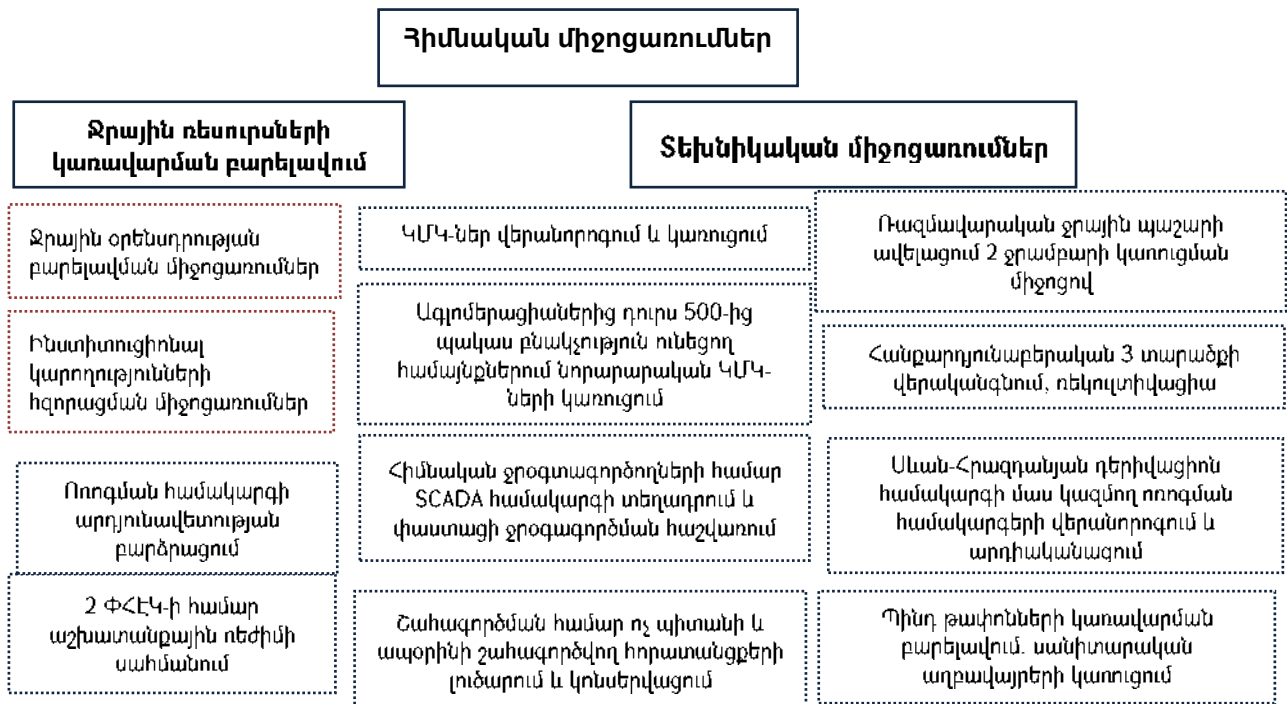 Հիմնական միջոցառումներ
Ջրային ռեսուրսների
կառավարման բարելավում
Տեխնիկական միջոցառումներ
Ջրային օրենսդրության
բարելավման միջոցառումներ
Ինստիտուցիոնալ
կարողությունների
հզորացման միջոցառումներ
Ոռոգման համակարգի
արդյունավետության
բարձրացում
2 ՓՀԷԿ-ի համար
աշխատանքային ռեժիմի
սահմանում
ԿՄԿ-ներ վերանորոգում և կառուցում
Ագլոմերացիաներից դուրս 500-ից
պակաս բնակչություն ունեցող
համայնքներում նորարարական ԿՄԿ-
ների կառուցում
Հիմնական ջրօգտագործողների համար
SCADA համակարգի տեղադրում և
փաստացի ջրօգագործման հաշվառում
Շահագործման համար ոչ պիտանի և
ապօրինի շահագործվող հորատանցքերի
լուծարում և կոնսերվացում
Ռազմավարական ջրային պաշարի
ավելացում 2 ջրամբարի կառուցման
միջոցով
Հանքարդյունաբերական 3 տարածքի
վերականգնում, ռեկուլտիվացիա
Սևան-Հրազդանյան դերիվացիոն
համակարգի մաս կազմող ոռոգման
համակարգերի վերանորոգում և
արդիականացում
Պինդ թափոնների կառավարման
բարելավում. սանիտարական
աղբավայրերի կառուցում